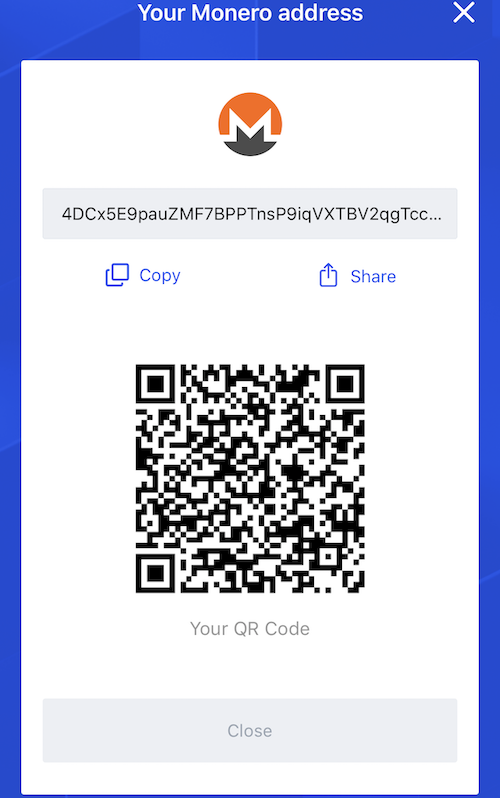 Your Monero address
4DCx5E9pauZMF7BPPTnsP9iqVXTBV2qgTcc...
Copy
Share
Your QR Code
Close